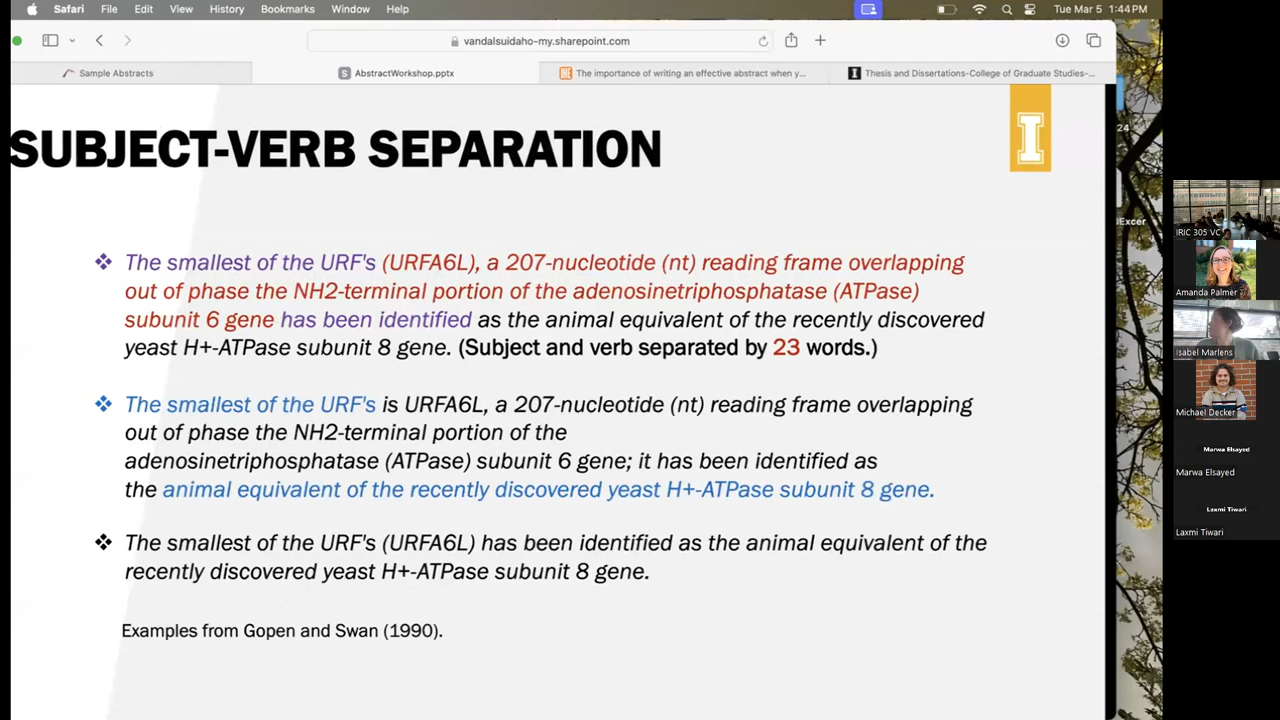 Safari File Edit View History Bookmarks Window Help Tue Mar 5 1:44 PM
vandalsuidaho-my.sharepoint.com
Sample Abstracts
S AbstractWorkshop.pptx
The importance of writing an effective abstract when y...
I Thesis and Dissertations-College of Graduate Studies-...
I
SUBJECT-VERB SEPARATION
The smallest of the URF's (URFA6L), a 207-nucleotide (nt) reading frame overlapping
out of phase the NH2-terminal portion of the adenosinetriphosphatase (ATPase)
subunit 6 gene has been identified as the animal equivalent of the recently discovered
yeast H+-ATPase subunit 8 gene. (Subject and verb separated by 23 words.)
The smallest of the URF's is URFA6L, a 207-nucleotide (nt) reading frame overlapping
out of phase the NH2-terminal portion of the
adenosinetriphosphatase (ATPase) subunit 6 gene; it has been identified as
the animal equivalent of the recently discovered yeast H+-ATPase subunit 8 gene.
The smallest of the URF's (URFA6L) has been identified as the animal equivalent of the
recently discovered yeast H+-ATPase subunit 8 gene.
Examples from Gopen and Swan (1990).
24
IRIC 305 VC
Amanda Palmer
Isabel Marlens
Michael Decker
Marwa Elsayed
Marwa Elsayed
Laxmi Tiwari
Laxmi Tiwari